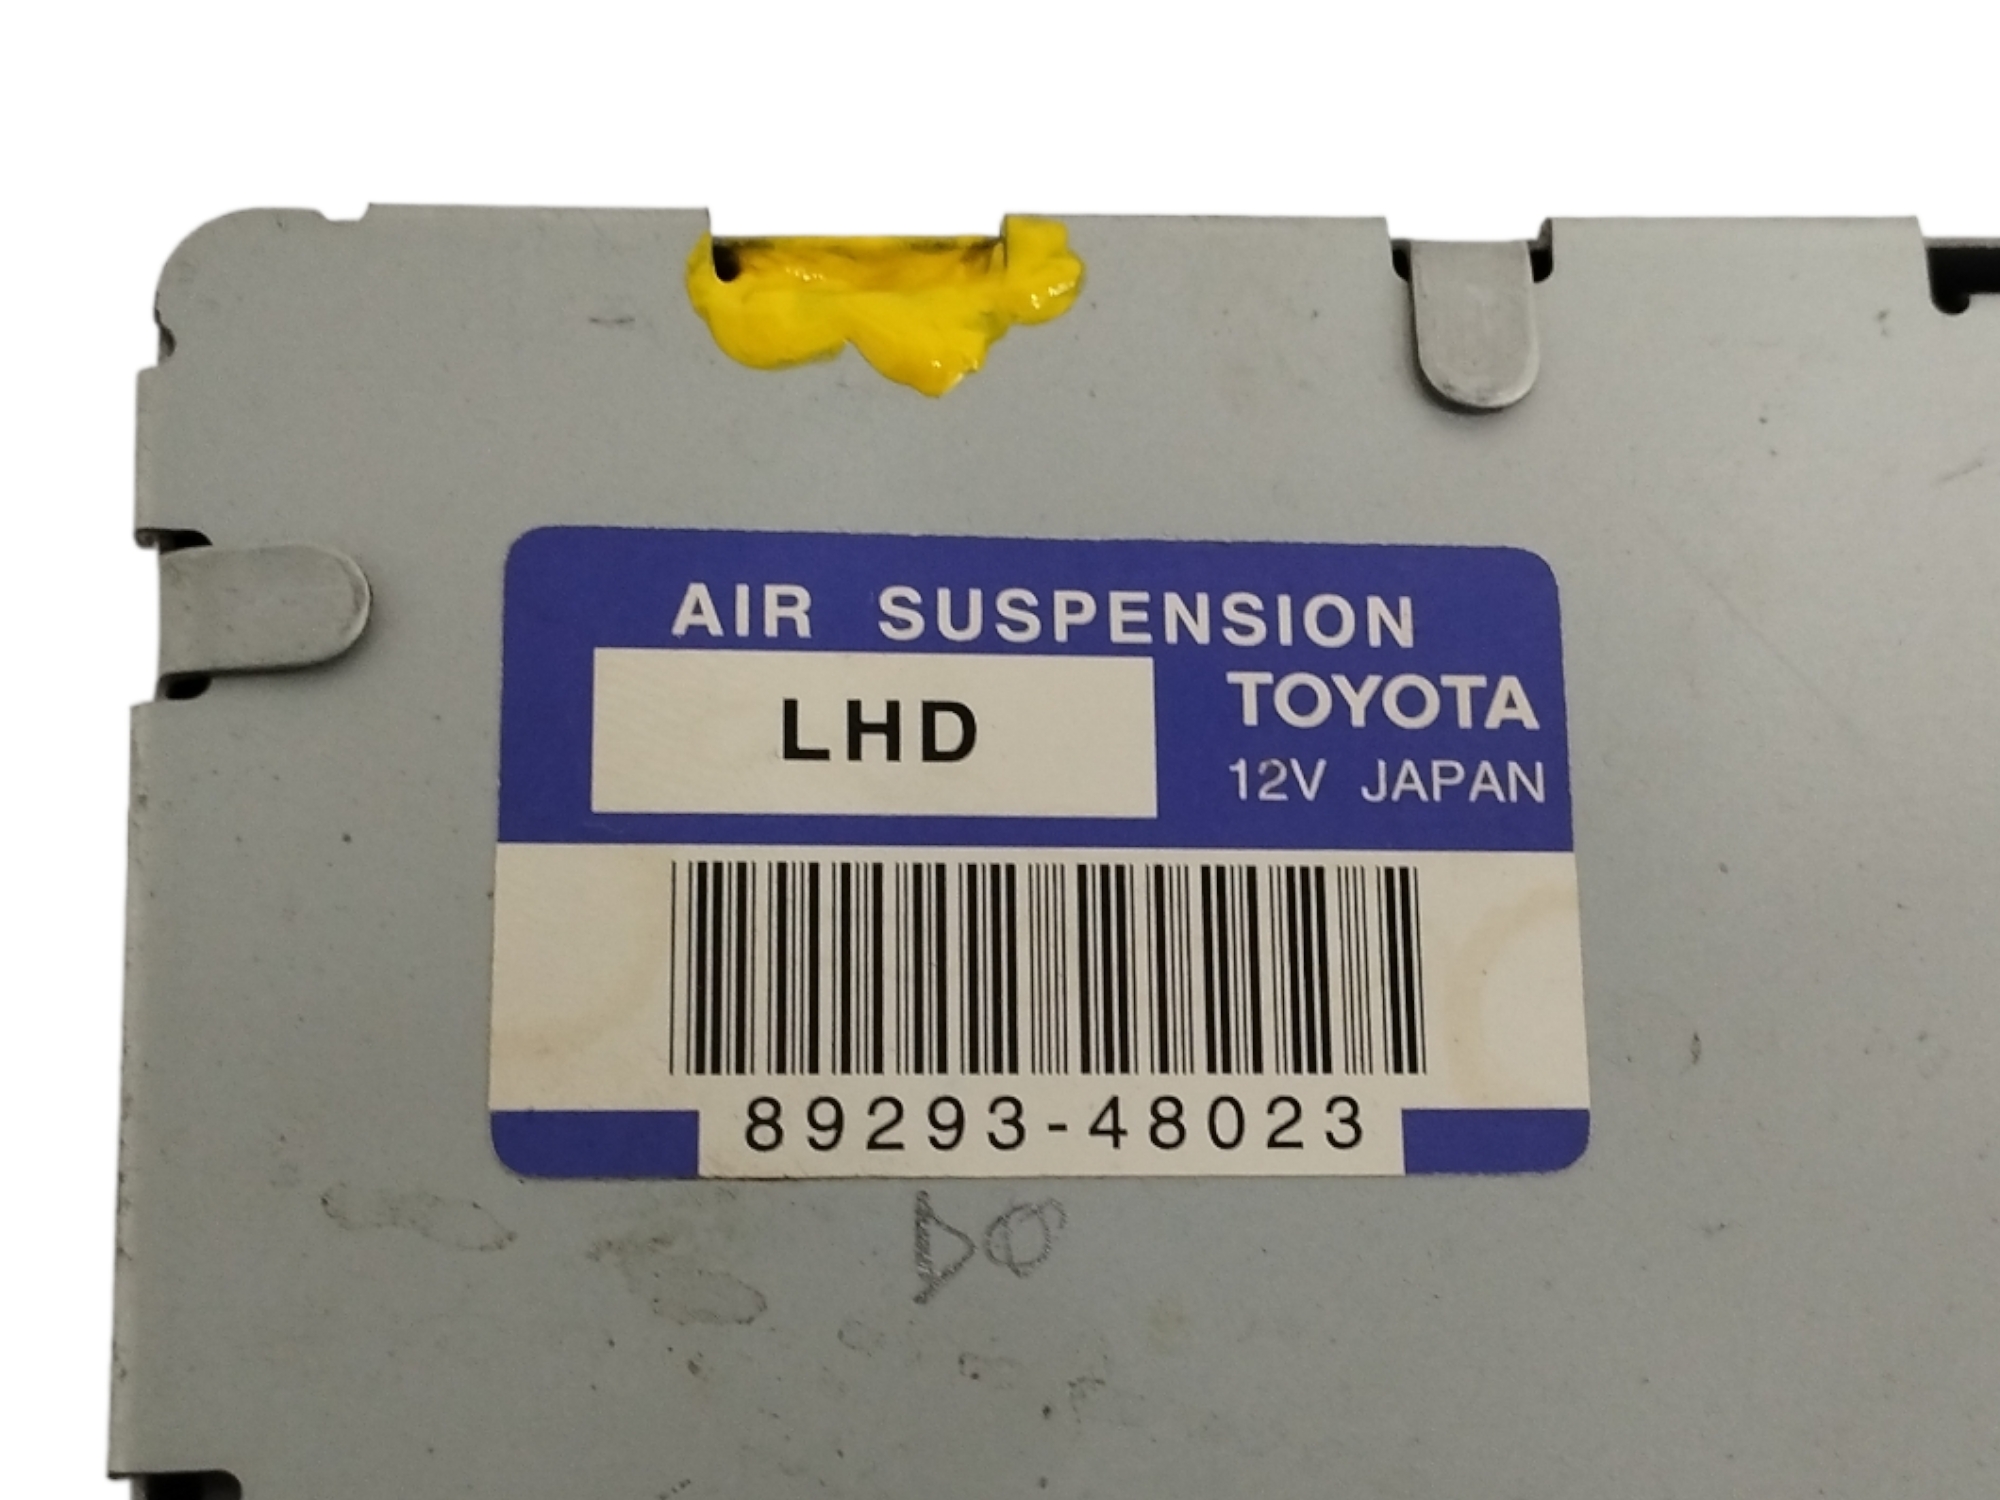 AIR SUSPENSION
LHD
TOYOTA
12V JAPAN
89293-48023